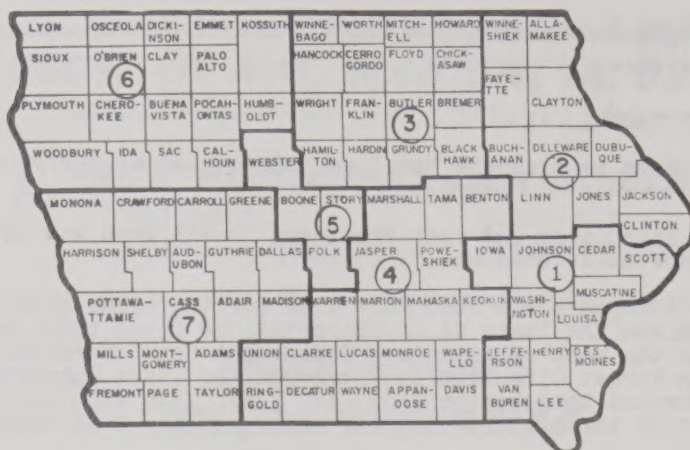 LYON OSCEOLA DICKI- EMMET KOSSUTH WINNE- WORTH MITCH- HOWARD WINNE- ALLA-
NSON BAGO ELL SHIEK MAKEE
SIOUX O'BRIEN CLAY PALO HANCOCK CERRO FLOYD CHICK-
ALTO GORDO ASAW
6 FAY-
ETTE
PLYMOUTH CHERO- BUENA POCAH- HUMB- WRIGHT FRAN- BUTLER BREMER CLAYTON
KEE VISTA ONTAS OLDT KLIN
3
WOODBURY IDA SAC CAL- WEBSTER HAMIL- HARDIN GRUNDY BLACK BUCH- DELEWARE DUBU-
HOUN TON HAWK ANAN QUE
2
MONONA CRAWFORD CARROLL GREENE BOONE STORY MARSHALL TAMA BENTON LINN JONES JACKSON
5 CLINTON
HARRISON SHELBY AUD- GUTHRIE DALLAS POLK JASPER POWE- IOWA JOHNSON CEDAR SCOTT
UBON SHIEK
4 1
POTTAWA- CASS ADAIR MADISON WARREN MARION MAHASKA KEOKUK WASHI- MUSCATINE
TTAMIE NGTON LOUISA
7
MILLS MONT- ADAMS UNION CLARKE LUCAS MONROE WAPE- JEFFE- HENRY DES
GOMERY LLO RSON MOINES
FREMONT PAGE TAYLOR RING- DECATUR WAYNE APPAN- DAVIS VAN LEE
GOLD OOSE BUREN